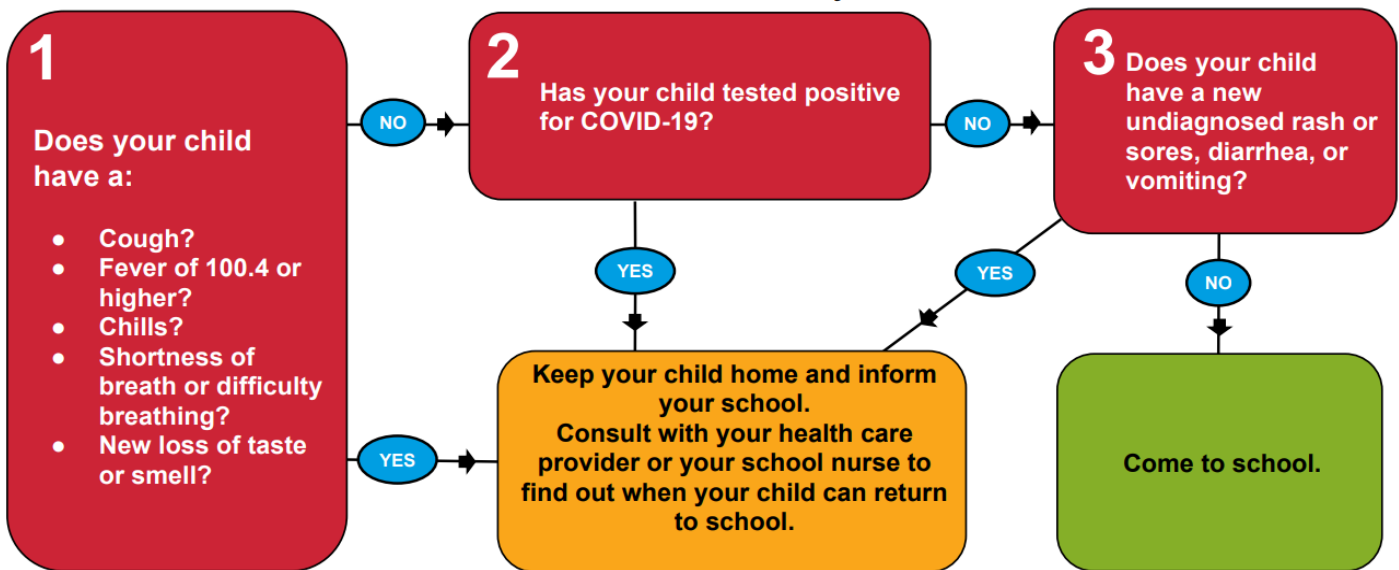 1
Does your child
have a:
● Cough?
● Fever of 100.4 or
higher?
● Chills?
● Shortness of
breath or difficulty
breathing?
● New loss of taste
or smell?
NO
YES
2
Has your child tested positive
for COVID-19?
NO
YES
3
Does your child
have a new
undiagnosed rash or
sores, diarrhea, or
vomiting?
YES
NO
Keep your child home and inform
your school.
Consult with your health care
provider or your school nurse to
find out when your child can return
to school.
Come to school.